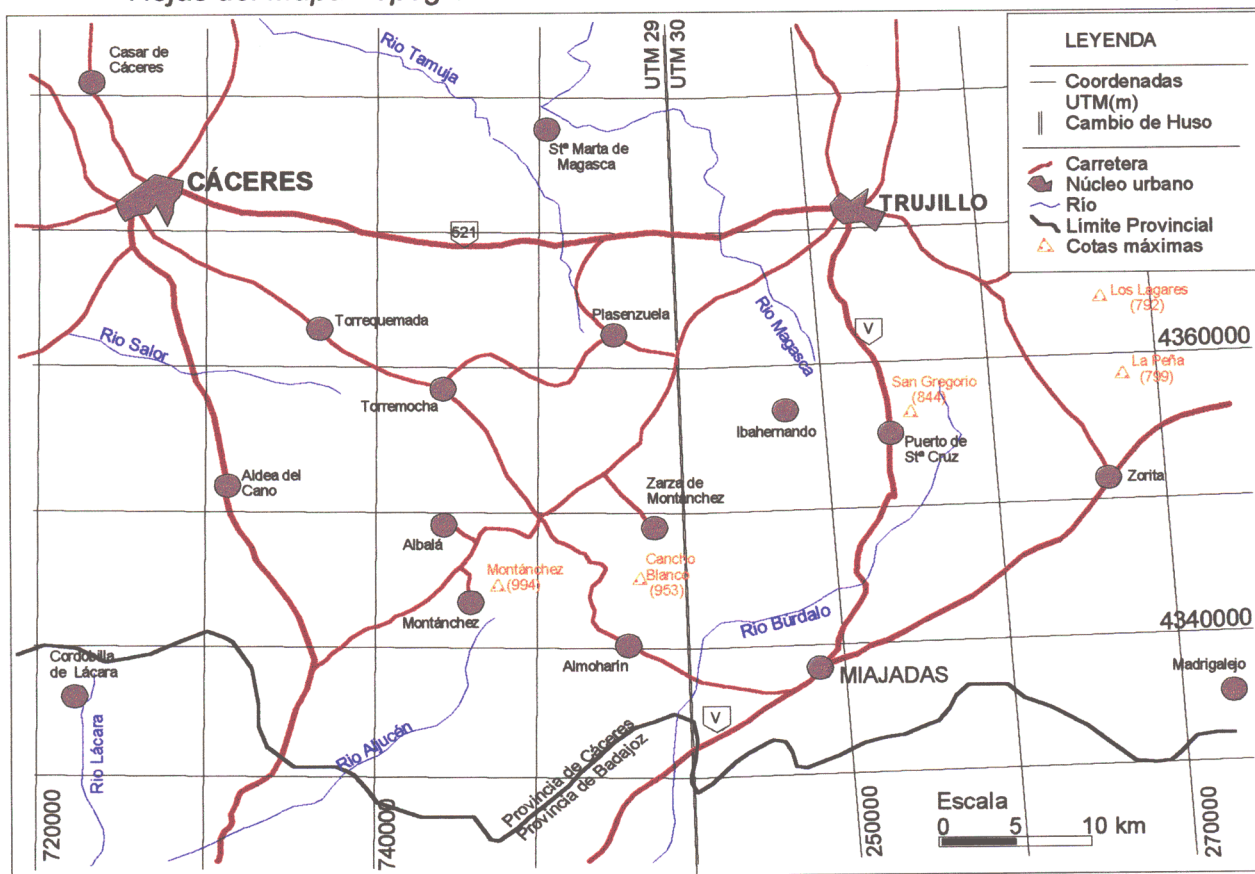 Casar de
Cáceres
Río Tamuja
UTM 29
UTM 30
LEYENDA
Coordenadas
UTM(m)
Cambio de Huso
Carretera
Núcleo urbano
Río
Límite Provincial
Cotas máximas
Stª Marta de
Magasca
CÁCERES
TRUJILLO
521
Los Lagares
(792)
Torrequemada
Plasenzuela
Río Magasca
V
4360000
Río Salor
La Peña
(799)
San Gregorio
(844)
Torremocha
Ibahernando
Puerto de
Stª Cruz
Aldea del
Cano
Zarza de
Montánchez
Zorita
Albalá
Montánchez
(994)
Cancho
Blanco
(953)
Montánchez
Río Búrdalo
4340000
Cordobilla
de Lácara
Almoharín
MIAJADAS
Madrigalejo
Río Lácara
Río Aljucén
V
Provincia de Cáceres
Provincia de Badajoz
720000
740000
250000
270000
Escala
0 5 10 km